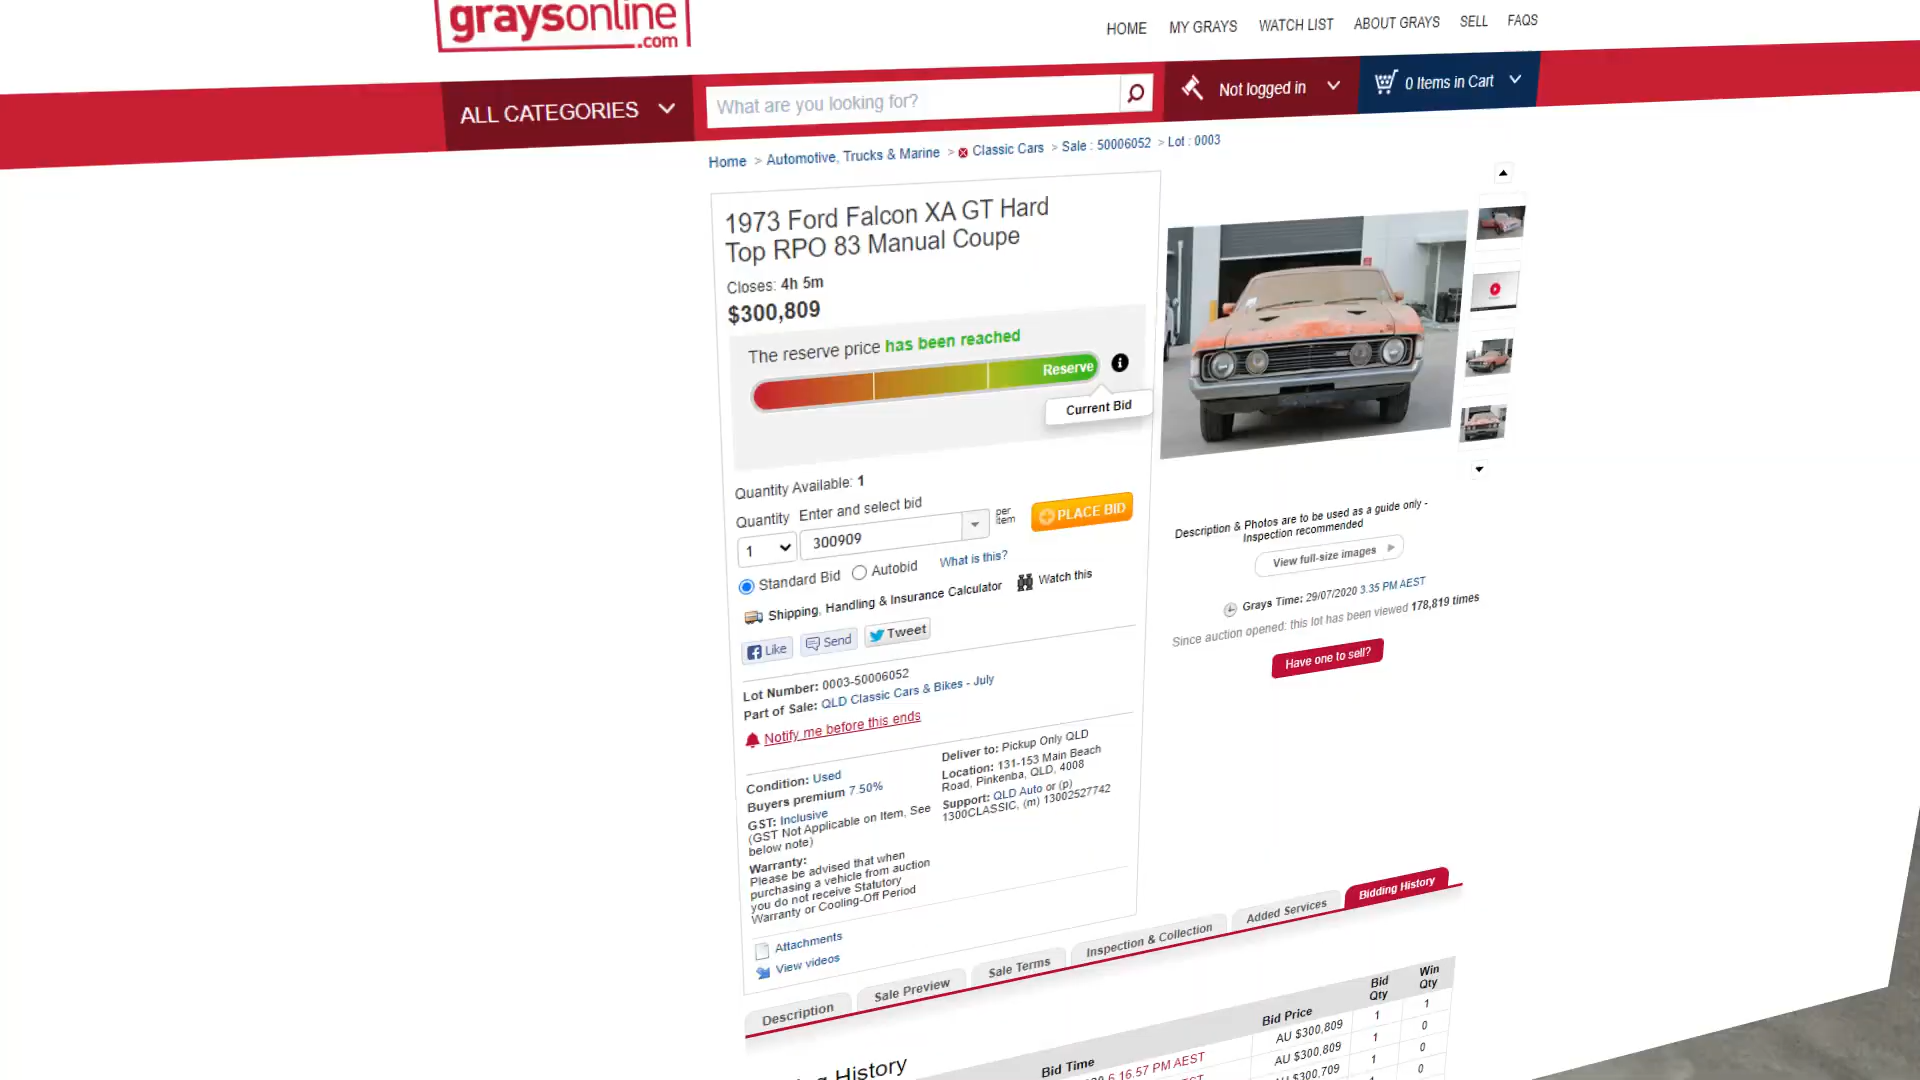 graysonline
.com
HOME MY GRAYS WATCH LIST ABOUT GRAYS SELL FAQS
ALL CATEGORIES
What are you looking for?
Not logged in
0 Items in Cart
Home > Automotive, Trucks & Marine > Classic Cars > Sale : 50006052 > Lot : 0003
1973 Ford Falcon XA GT Hard
Top RPO 83 Manual Coupe
Closes: 4h 5m
$300,809
The reserve price has been reached
Reserve
Current Bid
Quantity Available: 1
Quantity Enter and select bid
1
300909
per
item
PLACE BID
Standard Bid Autobid What is this?
Shipping, Handling & Insurance Calculator Watch this
Like Send Tweet
Lot Number: 0003-50006052
Part of Sale: QLD Classic Cars & Bikes - July
Notify me before this ends
Condition: Used
Buyers premium 7.50%
GST: Inclusive
(GST Not Applicable on Item, See
below note)
Warranty:
Please be advised that when
purchasing a vehicle from auction
you do not receive Statutory
Warranty or Cooling-Off Period
Deliver to: Pickup Only QLD
Location: 131-153 Main Beach
Road, Pinkenba, QLD, 4008
Support: QLD Auto or (p)
1300CLASSIC, (m) 13002527742
Attachments
View videos
Description & Photos are to be used as a guide only -
Inspection recommended
View full-size images
Grays Time: 29/07/2020 3.35 PM AEST
Since auction opened: this lot has been viewed 178,819 times
Have one to sell?
Description Sale Preview Sale Terms Inspection & Collection Added Services Bidding History
History
Bid Time
Bid Price
Bid
Qty
Win
Qty
5.16.57 PM AEST AU $300,809 1 1
AU $300,809 1 0
$300,709 1 0
0